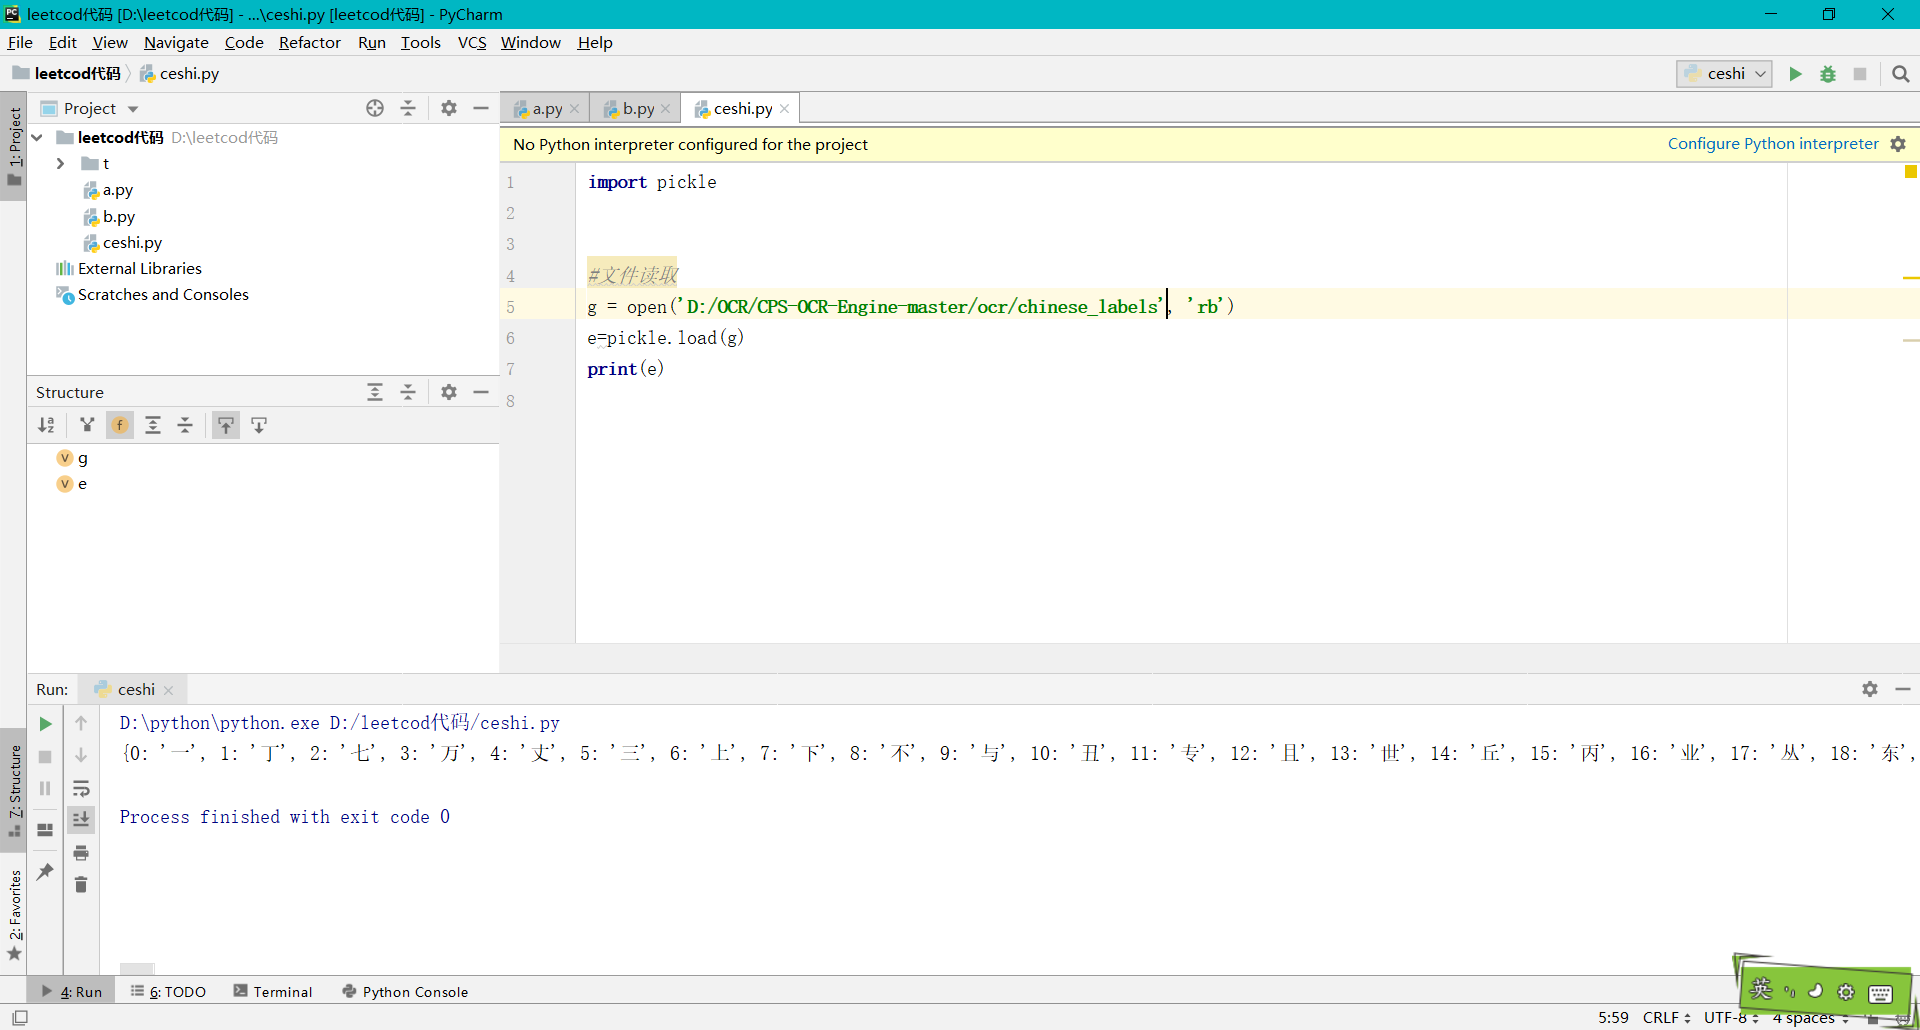 leetcod代码 [D:\leetcod代码] - ...\ceshi.py [leetcod代码] - PyCharm
File Edit View Navigate Code Refactor Run Tools VCS Window Help
leetcod代码 ceshi.py ceshi
1: Project
Project
a.py b.py ceshi.py
leetcod代码 D:\leetcod代码
t
a.py
b.py
ceshi.py
External Libraries
Scratches and Consoles
No Python interpreter configured for the project Configure Python interpreter
1 import pickle
2
3
4 #文件读取
5 g = open('D:/OCR/CPS-OCR-Engine-master/ocr/chinese_labels', 'rb')
6 e=pickle.load(g)
7 print(e)
8
Structure
f
v g
v e
Run: ceshi
D:\python\python.exe D:/leetcod代码/ceshi.py
{0: '一', 1: '丁', 2: '七', 3: '万', 4: '丈', 5: '三', 6: '上', 7: '下', 8: '不', 9: '与', 10: '丑', 11: '专', 12: '且', 13: '世', 14: '丘', 15: '丙', 16: '业', 17: '丛', 18: '东',
Process finished with exit code 0
7: Structure
2: Favorites
4: Run 6: TODO Terminal Python Console
英
5:59 CRLF UTF-8 4 spaces